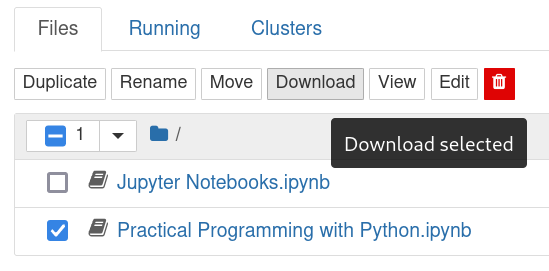 Files Running Clusters
Duplicate Rename Move Download View Edit
1 /
Download selected
Jupyter Notebooks.ipynb
Practical Programming with Python.ipynb